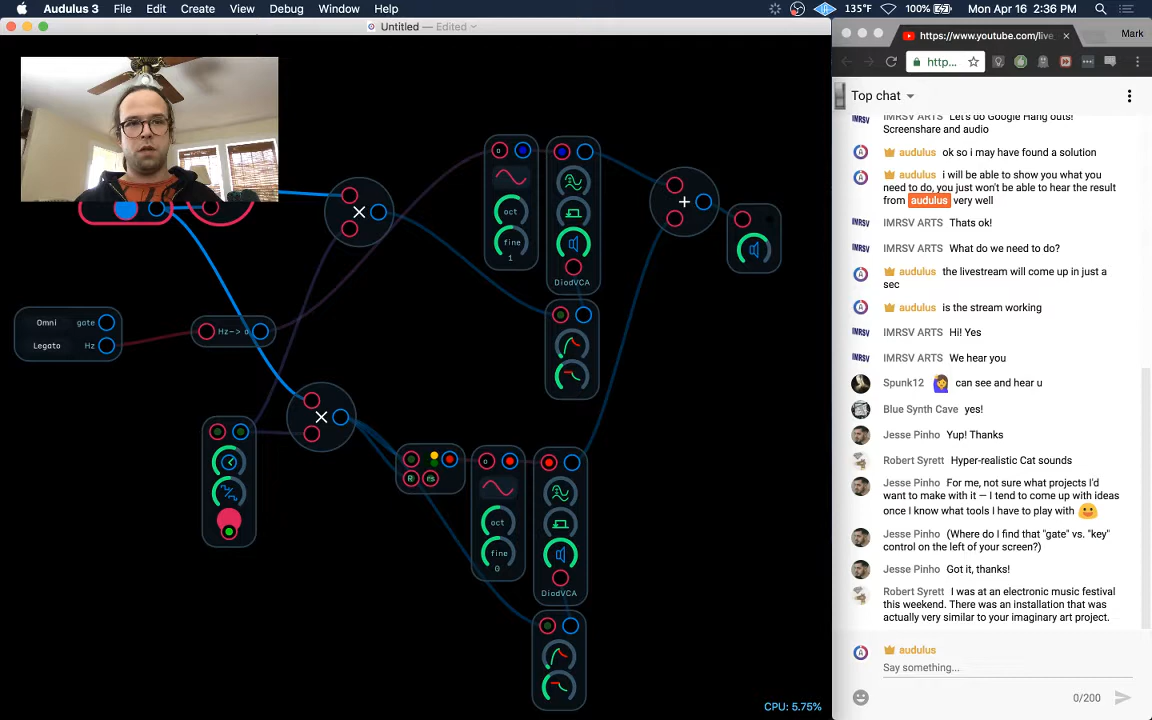 Audulus 3 File Edit Create View Debug Window Help 135°F 100% Mon Apr 16 2:36 PM
Untitled — Edited
https://www.youtube.com/live_ × Mark
http...
Top chat
IMRSV ARTS Let's do Google Hang outs!
Screenshare and audio
audulus ok so i may have found a solution
audulus i will be able to show you what you
need to do, you just won't be able to hear the result
from audulus very well
IMRSV ARTS Thats ok!
IMRSV ARTS What do we need to do?
audulus the livestream will come up in just a
sec
audulus is the stream working
IMRSV ARTS Hi! Yes
IMRSV ARTS We hear you
Spunk12 can see and hear u
Blue Synth Cave yes!
Jesse Pinho Yup! Thanks
Robert Syrett Hyper-realistic Cat sounds
Jesse Pinho For me, not sure what projects I'd
want to make with it — I tend to come up with ideas
once I know what tools I have to play with
Jesse Pinho (Where do I find that "gate" vs. "key"
control on the left of your screen?)
Jesse Pinho Got it, thanks!
Robert Syrett I was at an electronic music festival
this weekend. There was an installation that was
actually very similar to your imaginary art project.
audulus
Say something...
0/200
o
oct
fine
1
DiodVCA
×
+
Omni gate
Legato Hz
Hz-> o
×
R
o
oct
fine
0
DiodVCA
CPU: 5.75%